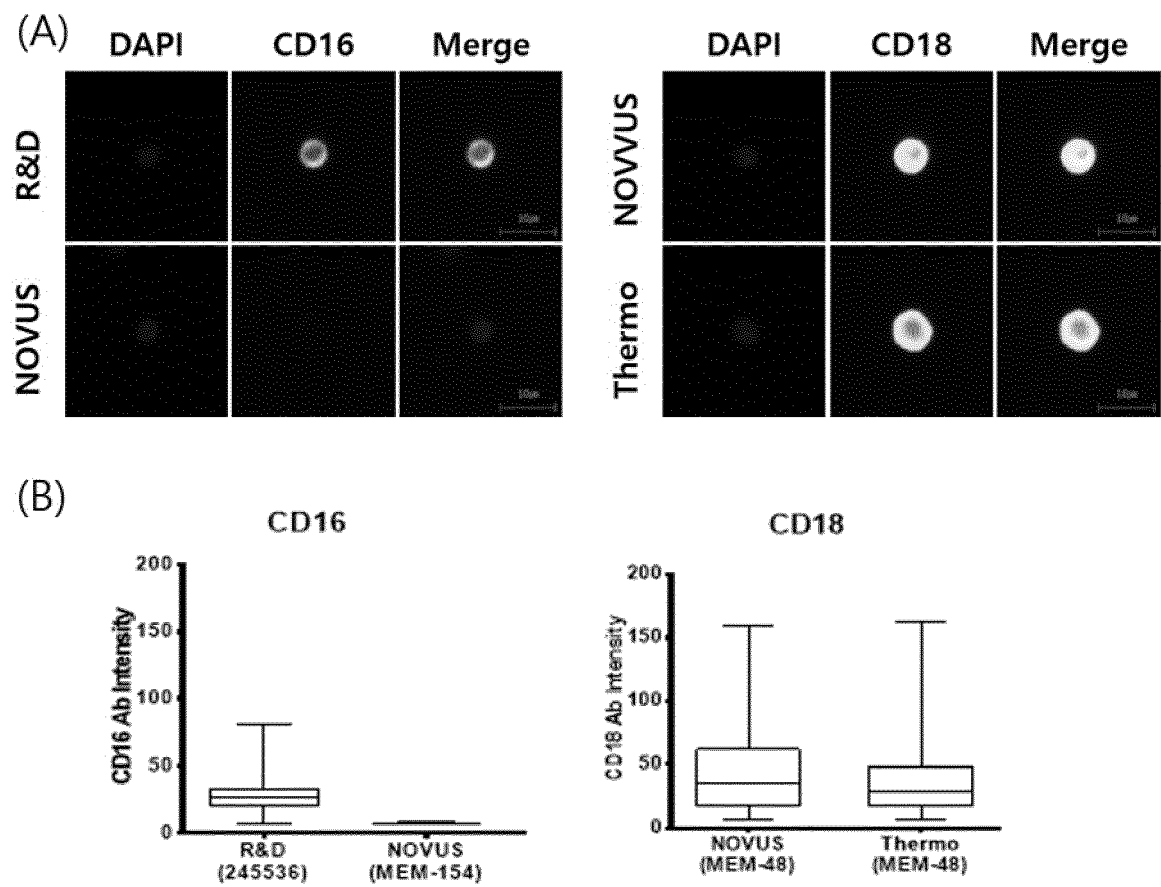 (A)
DAPI CD16 Merge
R&D
NOVUS
DAPI CD18 Merge
NOVVUS
Thermo
(B)
CD16
CD16 Ab Intensity
200
150
100
50
0
R&D
(245536)
NOVUS
(MEM-154)
CD18
CD18 Ab Intensity
200
150
100
50
0
NOVUS
(MEM-48)
Thermo
(MEM-48)